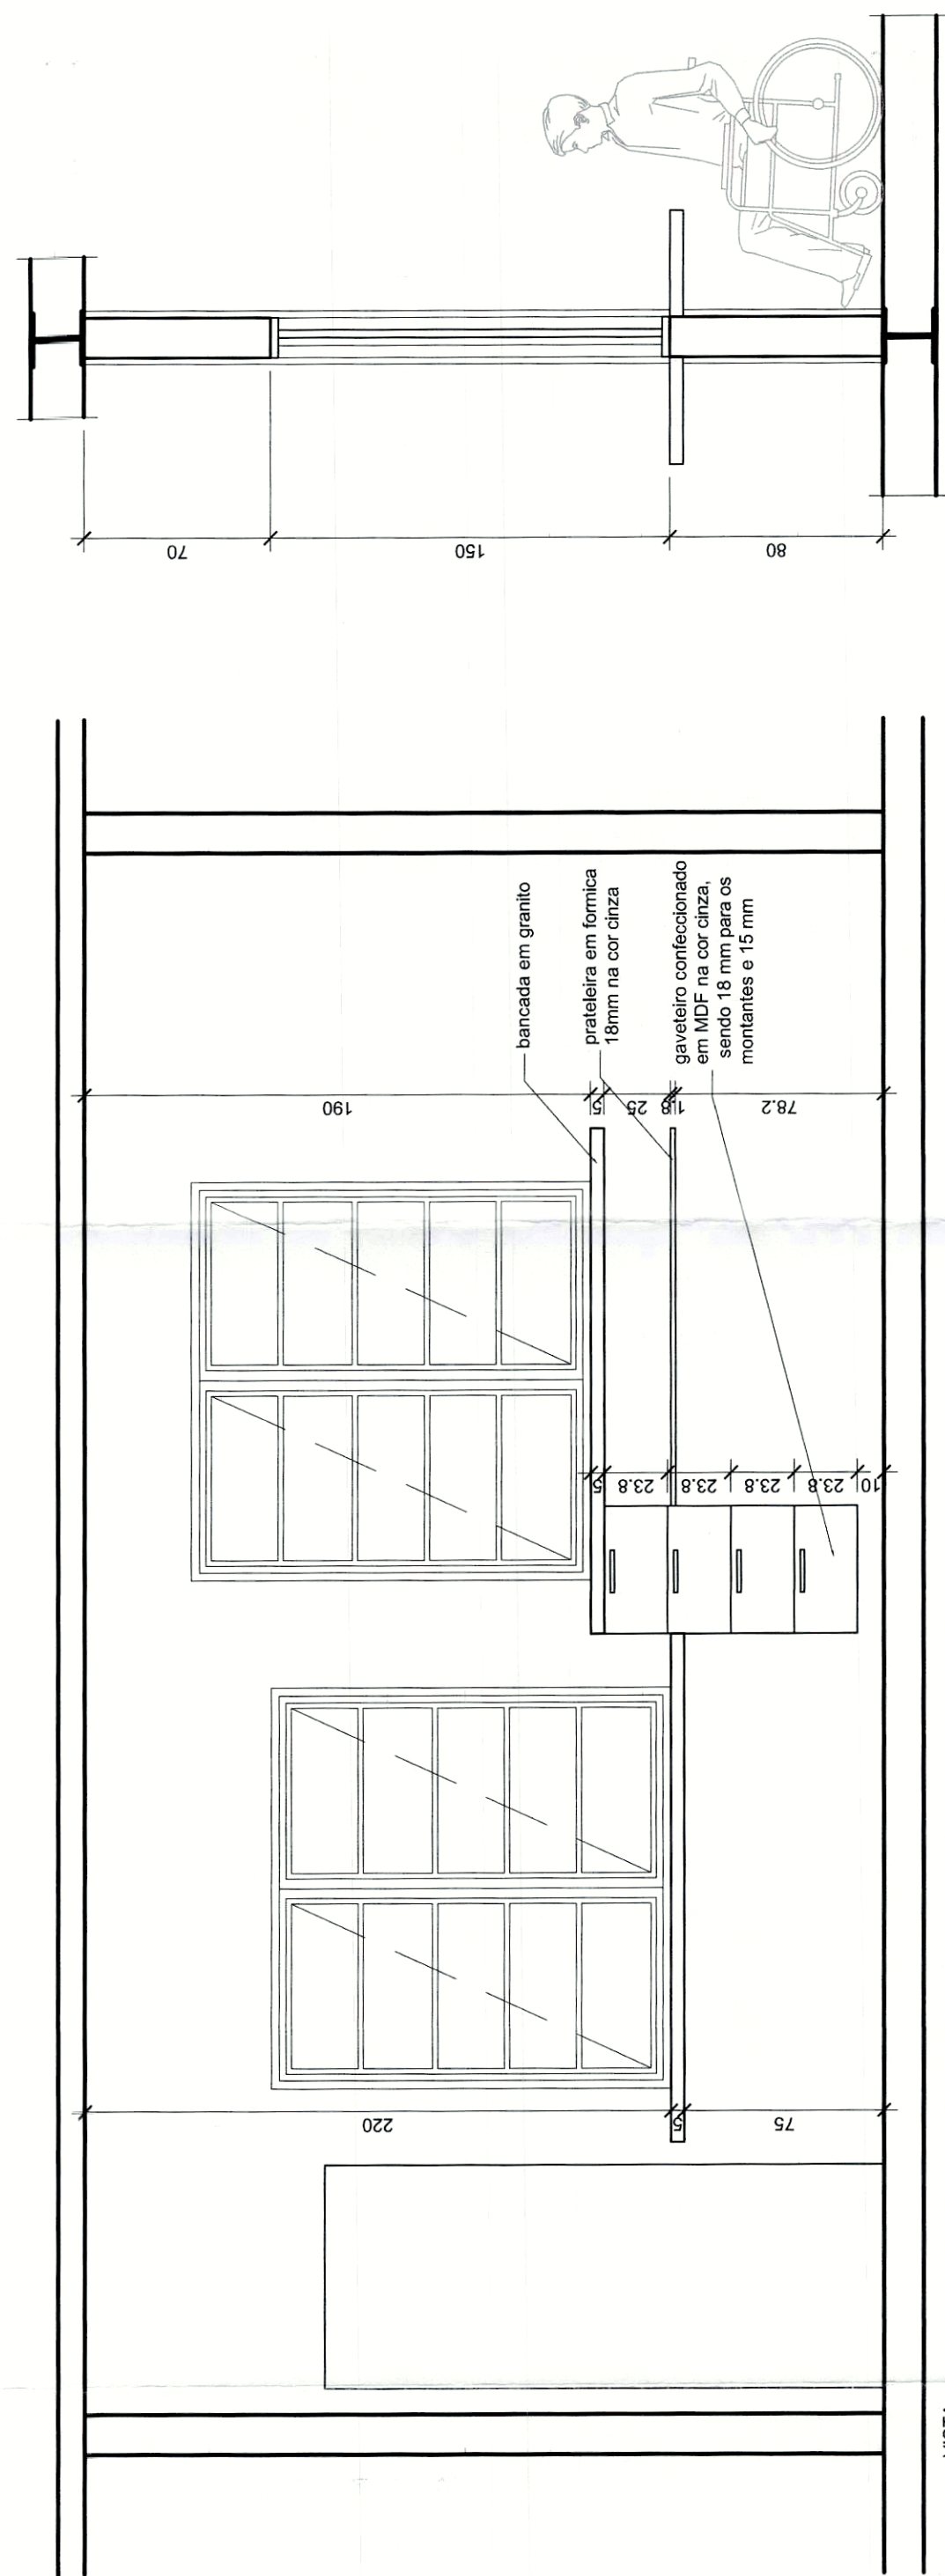 70
150
80
bancada em granito
prateleira em formica
18mm na cor cinza
gaveteiro confeccionado
em MDF na cor cinza,
sendo 18 mm para os
montantes e 15 mm
190
5
25
1.8
78.2
5
23.8
23.8
23.8
23.8
10
220
5
75